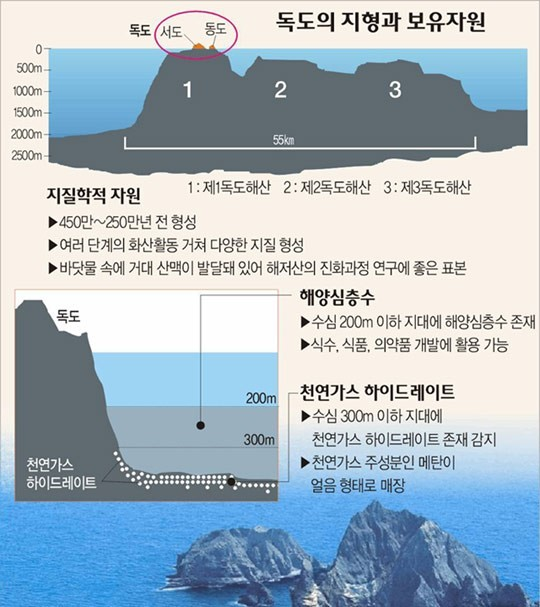 독도의 지형과 보유자원
독도
서도
동도
0
500m
1000m
1500m
2000m
2500m
1
2
3
55㎞
1 : 제1독도해산 2 : 제2독도해산 3 : 제3독도해산
지질학적 자원
▶450만~250만년 전 형성
▶여러 단계의 화산활동 거쳐 다양한 지질 형성
▶바닷물 속에 거대 산맥이 발달돼 있어 해저산의 진화과정 연구에 좋은 표본
독도
200m
300m
천연가스
하이드레이트
해양심층수
▶수심 200m 이하 지대에 해양심층수 존재
▶식수, 식품, 의약품 개발에 활용 가능
천연가스 하이드레이트
▶수심 300m 이하 지대에
천연가스 하이드레이트 존재 감지
▶천연가스 주성분인 메탄이
얼음 형태로 매장